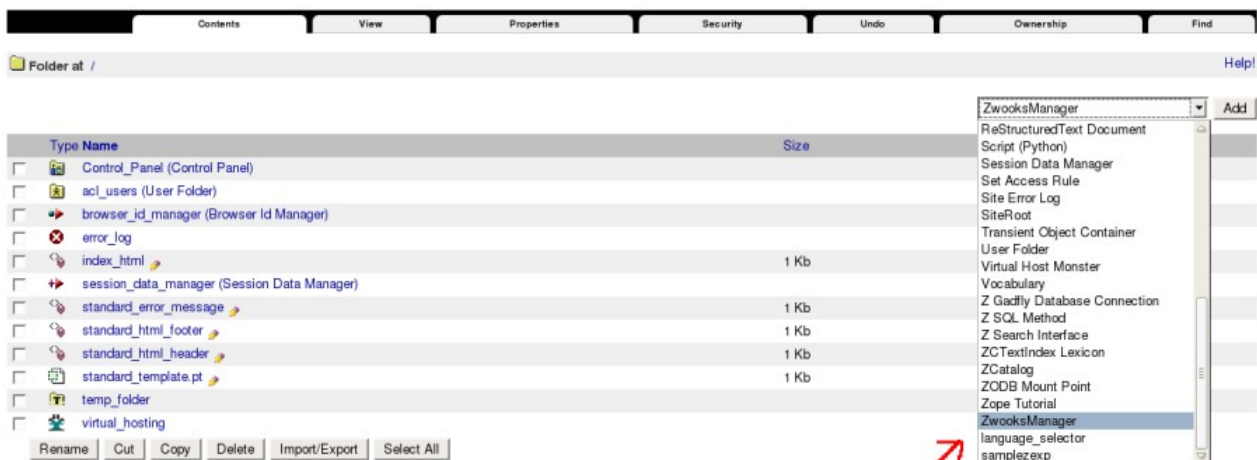 Contents View Properties Security Undo Ownership Find
Folder at /
Help!
ZwooksManager Add
Type Name Size
Control_Panel (Control Panel)
acl_users (User Folder)
browser_id_manager (Browser Id Manager)
error_log
index_html 1 Kb
session_data_manager (Session Data Manager)
standard_error_message 1 Kb
standard_html_footer 1 Kb
standard_html_header 1 Kb
standard_template.pt 1 Kb
temp_folder
virtual_hosting
Rename Cut Copy Delete Import/Export Select All
ReStructuredText Document
Script (Python)
Session Data Manager
Set Access Rule
Site Error Log
SiteRoot
Transient Object Container
User Folder
Virtual Host Monster
Vocabulary
Z Gadfly Database Connection
Z SQL Method
Z Search Interface
ZCTextIndex Lexicon
ZCatalog
ZODB Mount Point
Zope Tutorial
ZwooksManager
language_selector
samplezexp